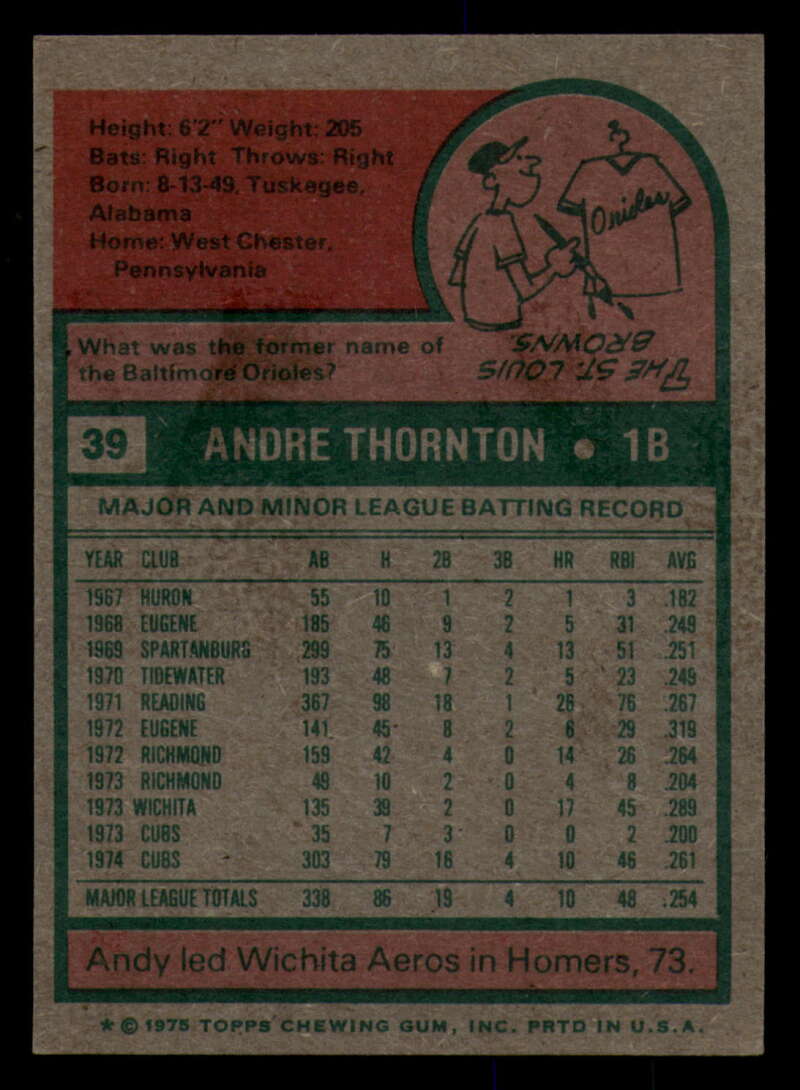 Height: 6'2" Weight: 205
Bats: Right Throws: Right
Born: 8-13-49, Tuskegee,
Alabama
Home: West Chester,
Pennsylvania
Orioles
What was the former name of
the Baltimore Orioles?
THE ST. LOUIS
BROWNS.
39 ANDRE THORNTON • 1B
MAJOR AND MINOR LEAGUE BATTING RECORD
YEAR CLUB AB H 2B 3B HR RBI AVG
1967 HURON 55 10 1 2 1 3 .182
1968 EUGENE 185 46 9 2 5 31 .249
1969 SPARTANBURG 299 75 13 4 13 51 .251
1970 TIDEWATER 193 48 7 2 5 23 .249
1971 READING 367 98 18 1 26 76 .267
1972 EUGENE 141 45 8 2 6 29 .319
1972 RICHMOND 159 42 4 0 14 26 .264
1973 RICHMOND 49 10 2 0 4 8 .204
1973 WICHITA 135 39 2 0 17 45 .289
1973 CUBS 35 7 3 0 0 2 .200
1974 CUBS 303 79 16 4 10 46 .261
MAJOR LEAGUE TOTALS 338 86 19 4 10 48 .254
Andy led Wichita Aeros in Homers, 73.
* © 1975 TOPPS CHEWING GUM, INC. PRTD IN U.S.A.